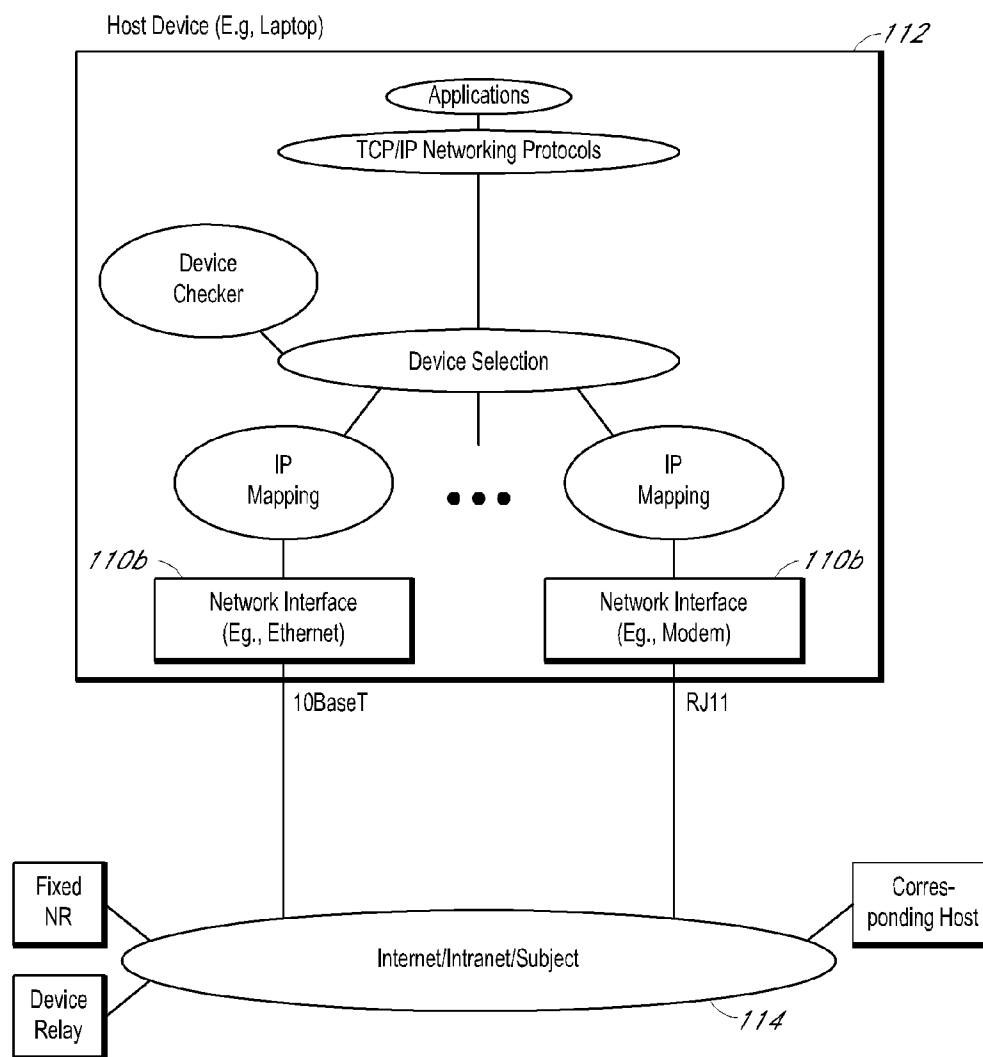 Host Device (E.g, Laptop)
112
Applications
TCP/IP Networking Protocols
Device
Checker
Device Selection
IP
Mapping
IP
Mapping
110b
110b
Network Interface
(Eg., Ethernet)
Network Interface
(Eg., Modem)
10BaseT
RJ11
Fixed
NR
Corres-
ponding Host
Internet/Intranet/Subject
Device
Relay
114